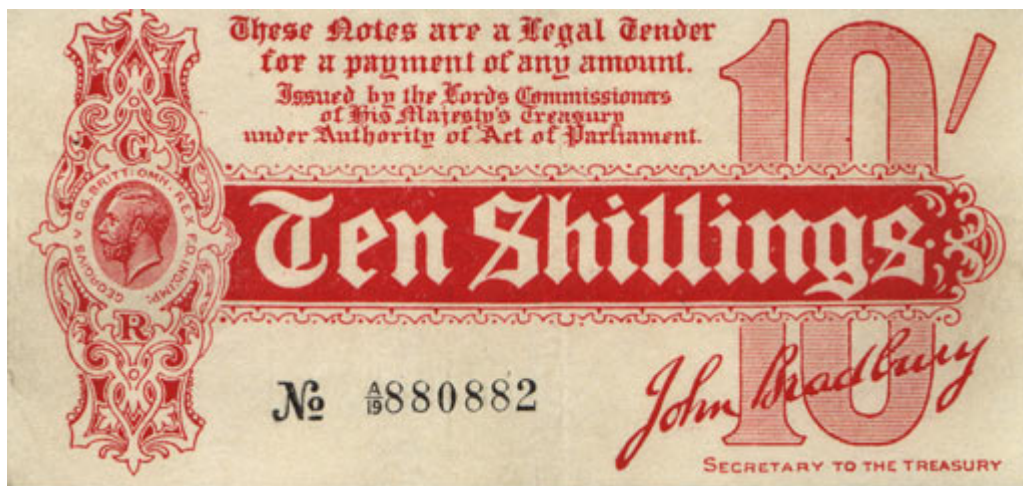 These Notes are a Legal Tender
for a payment of any amount.
Issued by the Lords Commissioners
of His Majesty's Treasury
under Authority of Act of Parliament.
10/
G
GEORGIVS V D.G. BRITT: OMN: REX F.D. IND: IMP:
Ten Shillings
R
10
№ A/19 880882
John Bradbury
SECRETARY TO THE TREASURY